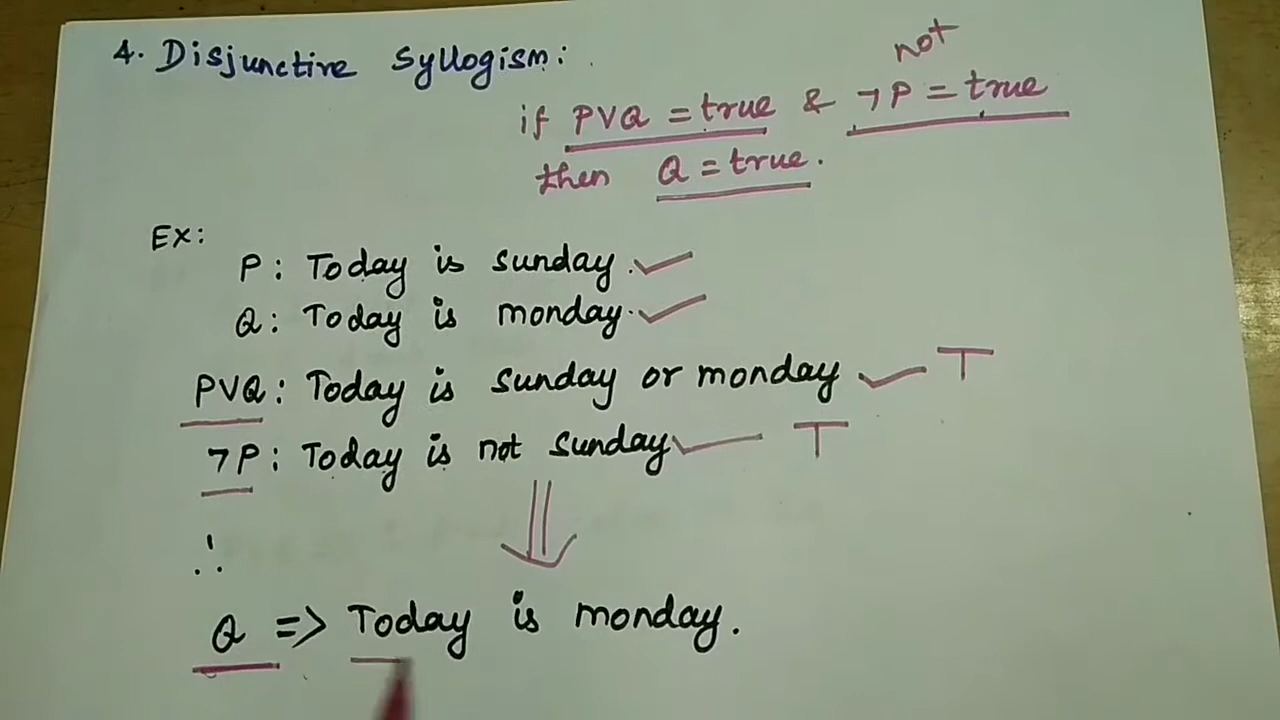 4. Disjunctive Syllogism:
not
if PVQ = true & ¬P = true
then Q = true.
Ex:
P: Today is sunday.
Q: Today is monday.
PVQ: Today is sunday or monday T
¬P: Today is not sunday T
∴
Q => Today is monday.